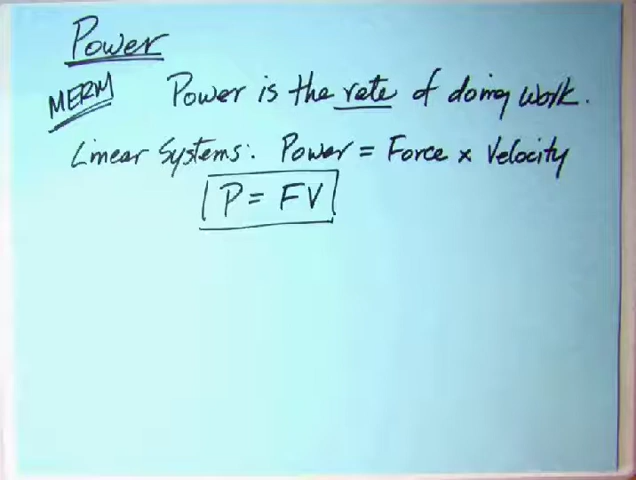 Power
MERM Power is the rate of doing work.
Linear Systems: Power = Force x Velocity
P = FV